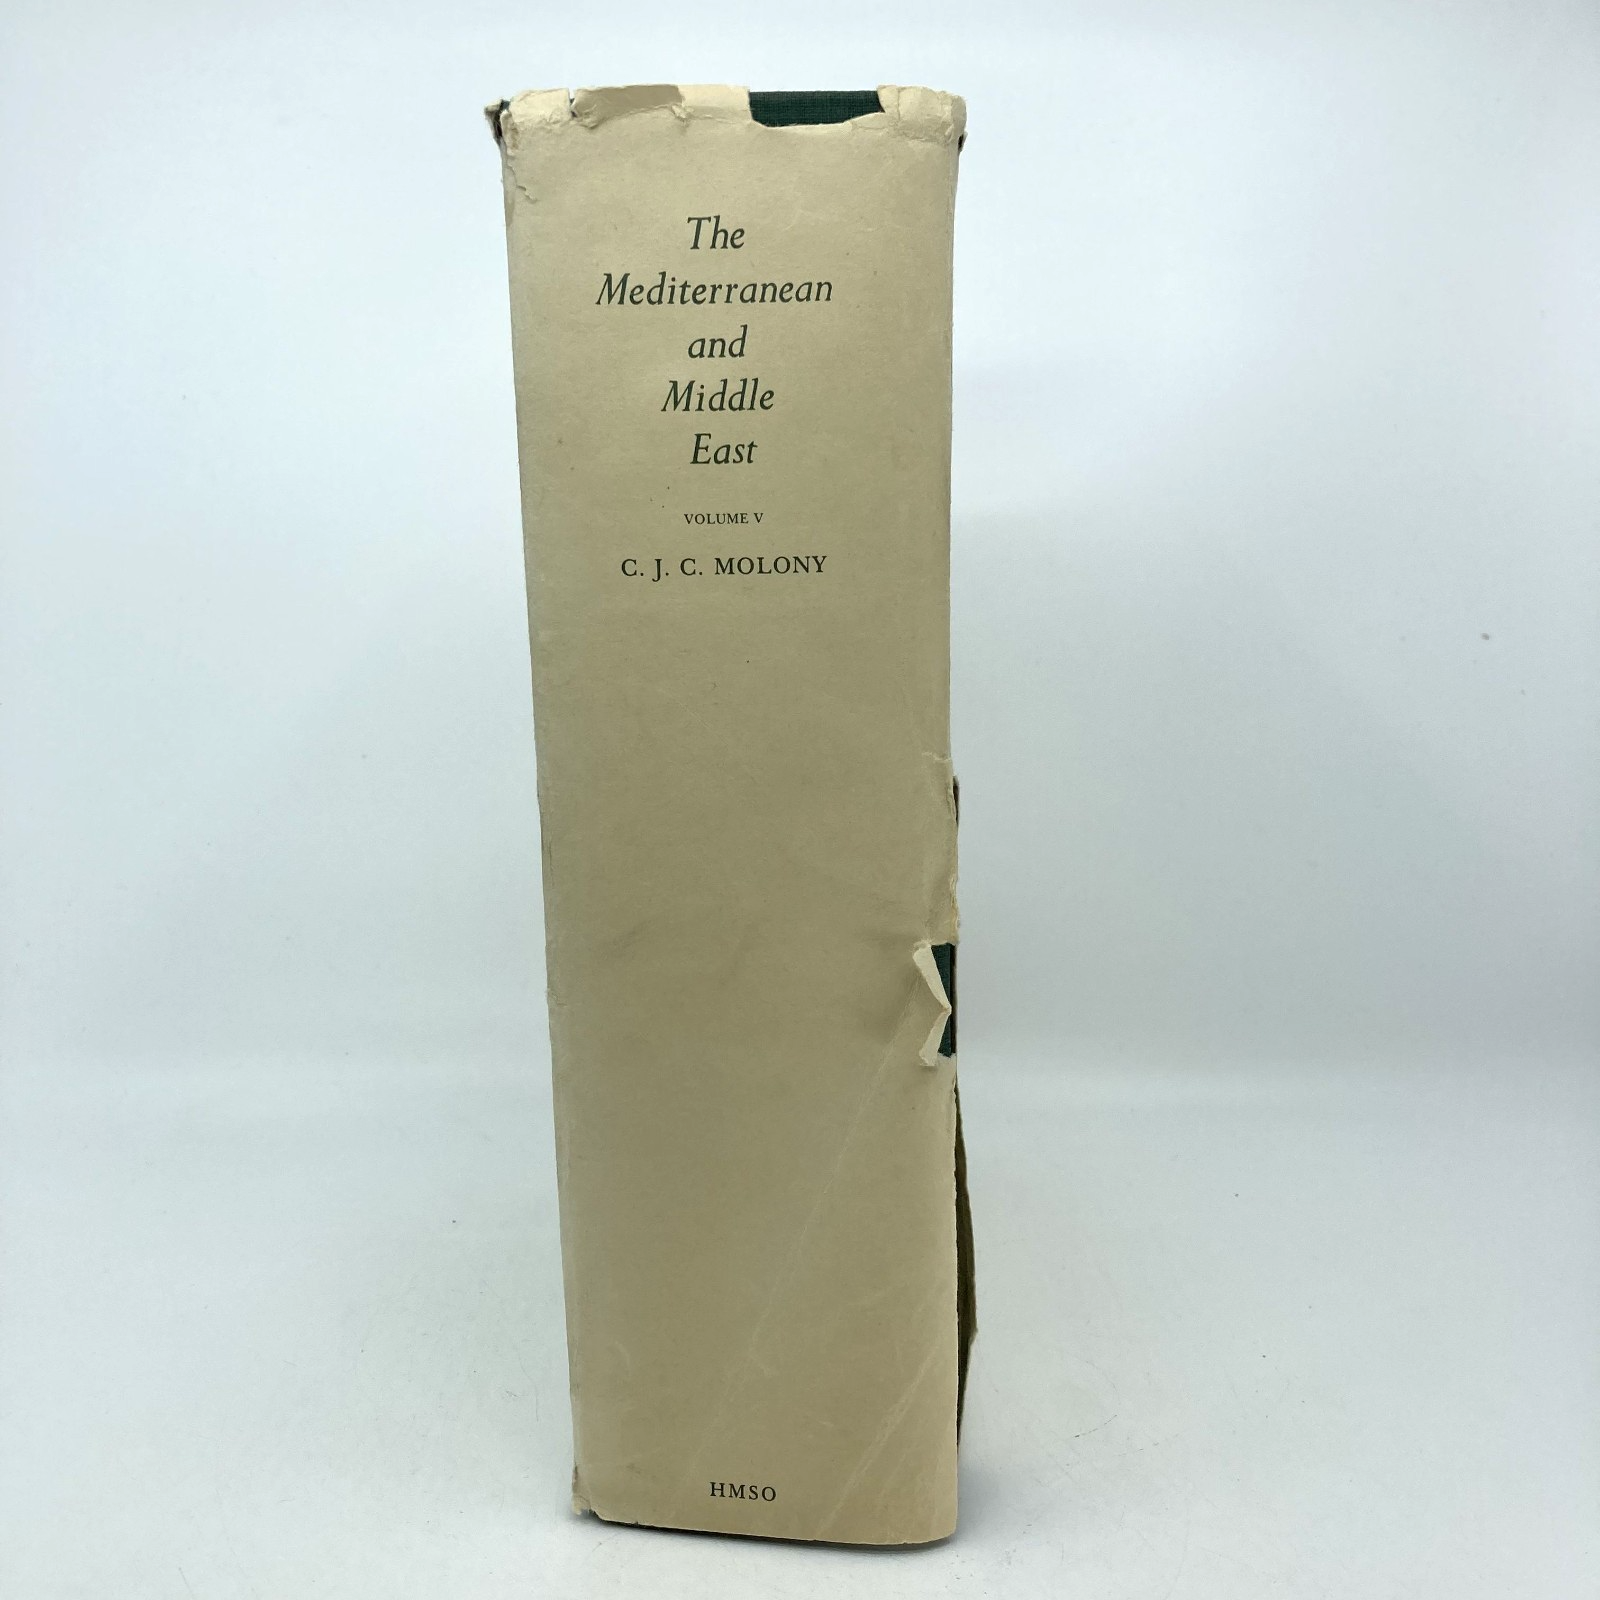 The
Mediterranean
and
Middle
East
VOLUME V
C. J. C. MOLONY
HMSO